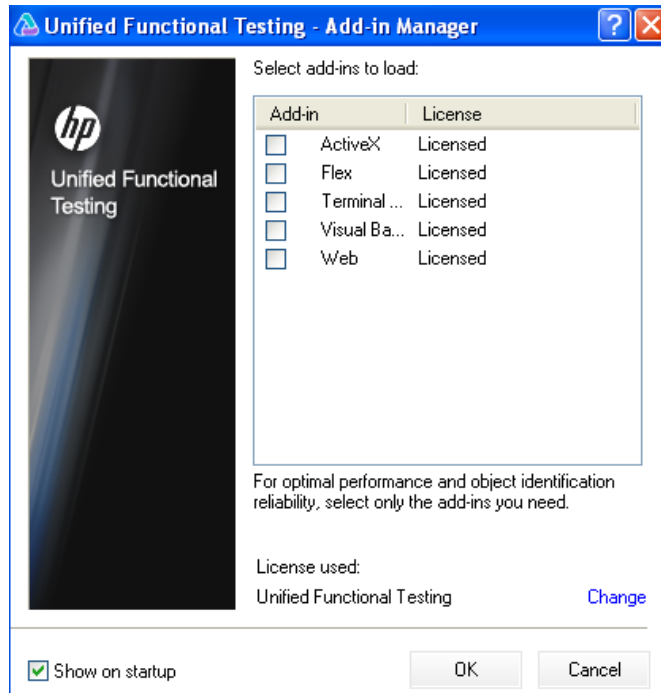 Unified Functional Testing - Add-in Manager
hp
Unified Functional
Testing
Select add-ins to load:
Add-in License
ActiveX Licensed
Flex Licensed
Terminal ... Licensed
Visual Ba... Licensed
Web Licensed
For optimal performance and object identification
reliability, select only the add-ins you need.
License used:
Unified Functional Testing Change
Show on startup OK Cancel